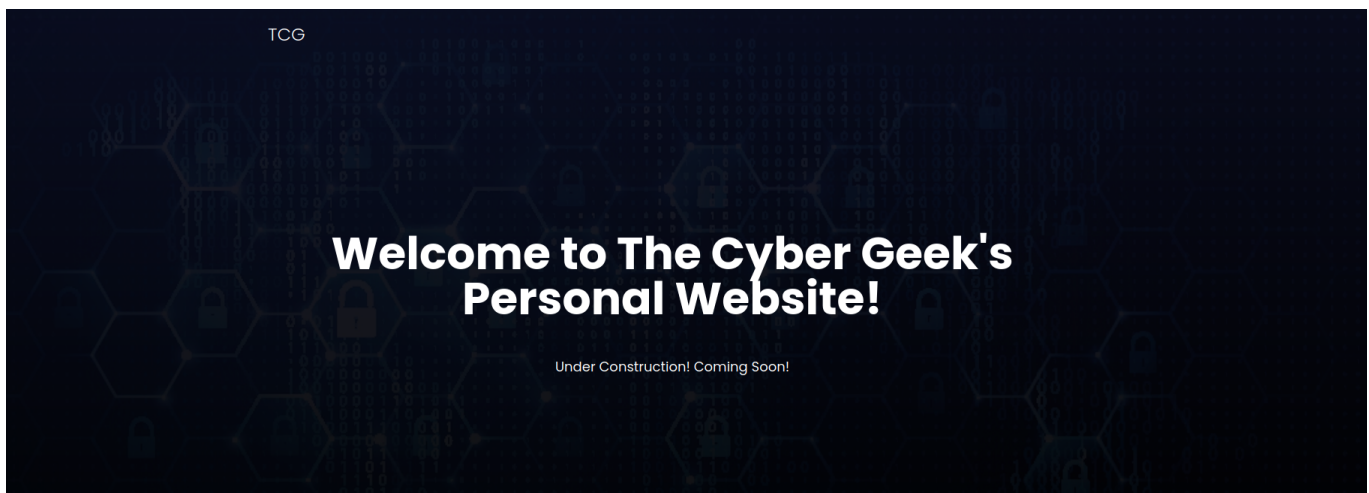 TCG
Welcome to The Cyber Geek's
Personal Website!
Under Construction! Coming Soon!